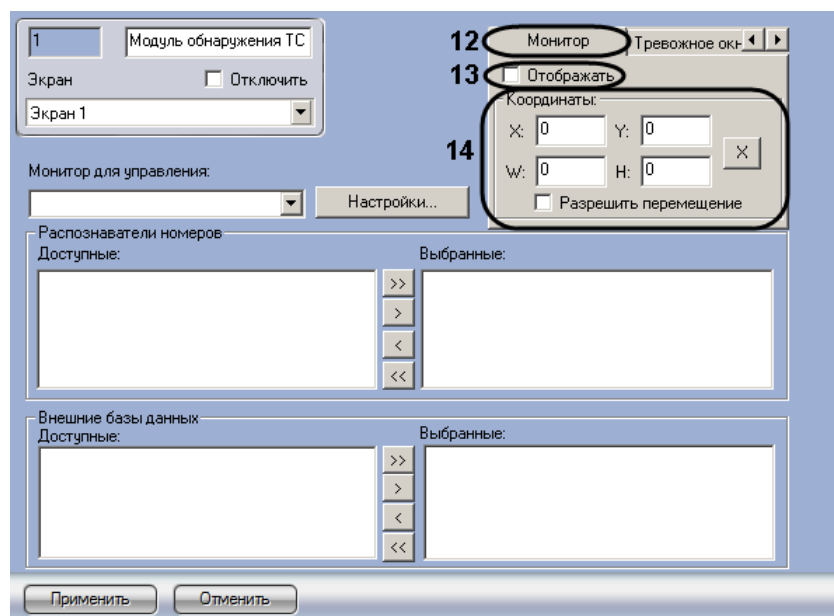 1 Модуль обнаружения ТС
Экран Отключить
Экран 1
12 Монитор Тревожное окн
13 Отображать
Координаты:
14 X: 0 Y: 0
W: 0 H: 0 X
Разрешить перемещение
Монитор для управления:
Настройки...
Распознаватели номеров
Доступные: Выбранные:
>>
>
<
<<
Внешние базы данных
Доступные: Выбранные:
>>
>
<
<<
Применить Отменить